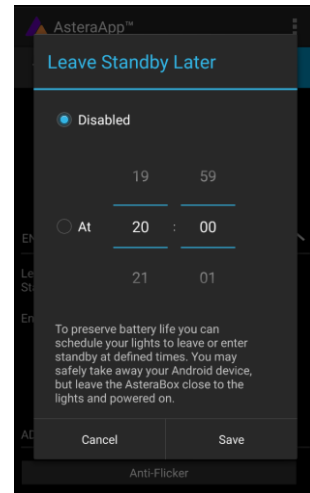 AsteraApp™
Leave Standby Later
Disabled
19 59
At 20 : 00
21 01
To preserve battery life you can
schedule your lights to leave or enter
standby at defined times. You may
safely take away your Android device,
but leave the AsteraBox close to the
lights and powered on.
Cancel Save
Anti-Flicker